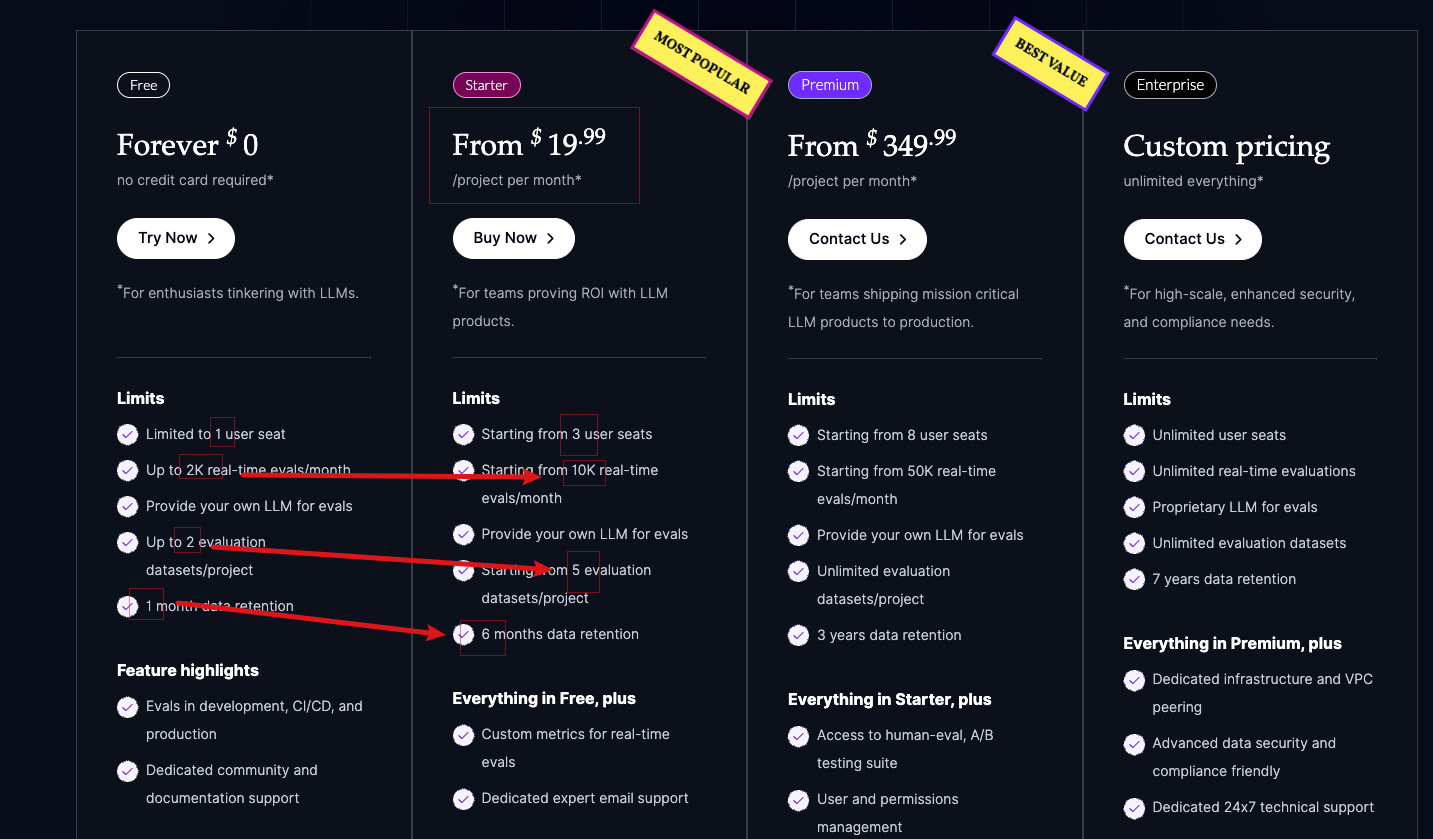 MOST POPULAR
BEST VALUE
Free
Forever $ 0
no credit card required*
Try Now
*For enthusiasts tinkering with LLMs.
Limits
Limited to 1 user seat
Up to 2K real-time evals/month
Provide your own LLM for evals
Up to 2 evaluation
datasets/project
1 month data retention
Feature highlights
Evals in development, CI/CD, and
production
Dedicated community and
documentation support
Starter
From $ 19.99
/project per month*
Buy Now
*For teams proving ROI with LLM
products.
Limits
Starting from 3 user seats
Starting from 10K real-time
evals/month
Provide your own LLM for evals
Starting from 5 evaluation
datasets/project
6 months data retention
Everything in Free, plus
Custom metrics for real-time
evals
Dedicated expert email support
Premium
From $ 349.99
/project per month*
Contact Us
*For teams shipping mission critical
LLM products to production.
Limits
Starting from 8 user seats
Starting from 50K real-time
evals/month
Provide your own LLM for evals
Unlimited evaluation
datasets/project
3 years data retention
Everything in Starter, plus
Access to human-eval, A/B
testing suite
User and permissions
management
Enterprise
Custom pricing
unlimited everything*
Contact Us
*For high-scale, enhanced security,
and compliance needs.
Limits
Unlimited user seats
Unlimited real-time evaluations
Proprietary LLM for evals
Unlimited evaluation datasets
7 years data retention
Everything in Premium, plus
Dedicated infrastructure and VPC
peering
Advanced data security and
compliance friendly
Dedicated 24x7 technical support